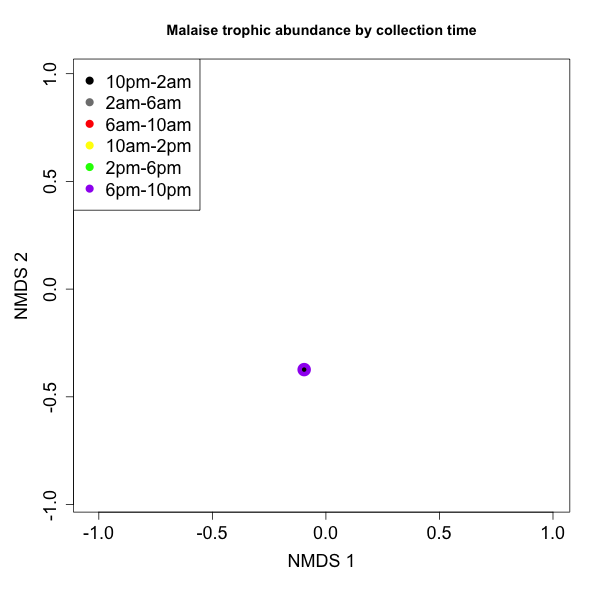 Malaise trophic abundance by collection time
10pm-2am
2am-6am
6am-10am
10am-2pm
2pm-6pm
6pm-10pm
1.0
0.5
0.0
-0.5
-1.0
NMDS 2
-1.0 -0.5 0.0 0.5 1.0
NMDS 1